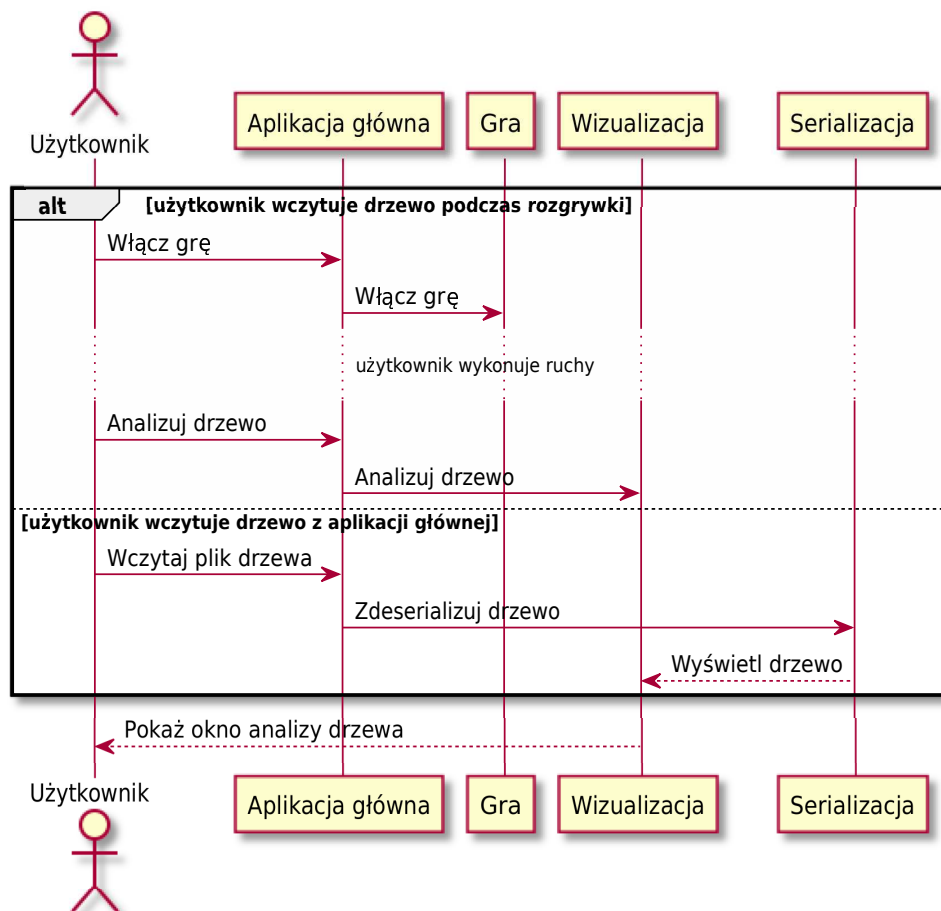 Użytkownik
Aplikacja główna
Gra
Wizualizacja
Serializacja
alt
[użytkownik wczytuje drzewo podczas rozgrywki]
Włącz grę
Włącz grę
użytkownik wykonuje ruchy
Analizuj drzewo
Analizuj drzewo
[użytkownik wczytuje drzewo z aplikacji głównej]
Wczytaj plik drzewa
Zdeserializuj drzewo
Wyświetl drzewo
Pokaż okno analizy drzewa
Użytkownik
Aplikacja główna
Gra
Wizualizacja
Serializacja